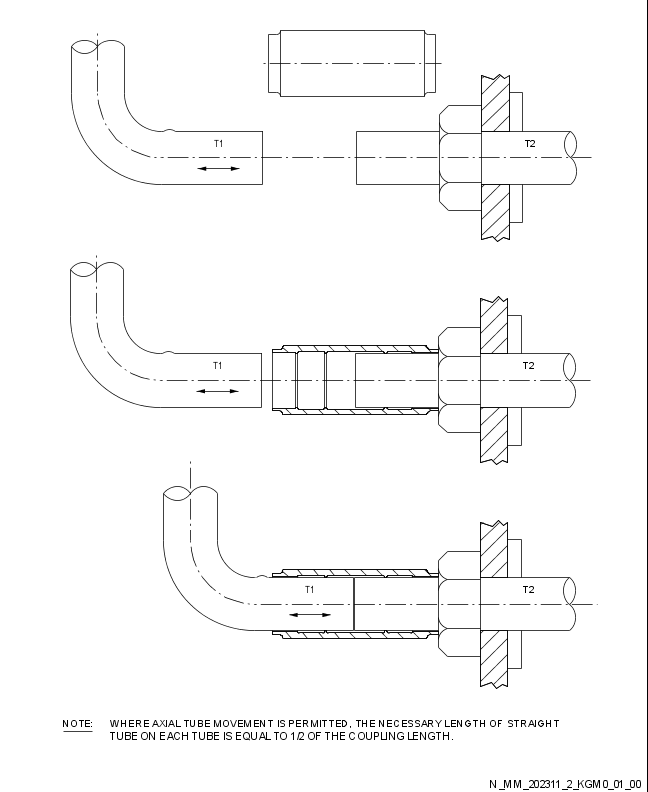 T1
T2
T1
T2
T1
T2
NOTE: WHERE AXIAL TUBE MOVEMENT IS PERMITTED, THE NECESSARY LENGTH OF STRAIGHT
TUBE ON EACH TUBE IS EQUAL TO 1/2 OF THE COUPLING LENGTH.
N_MM_202311_2_KGM0_01_00